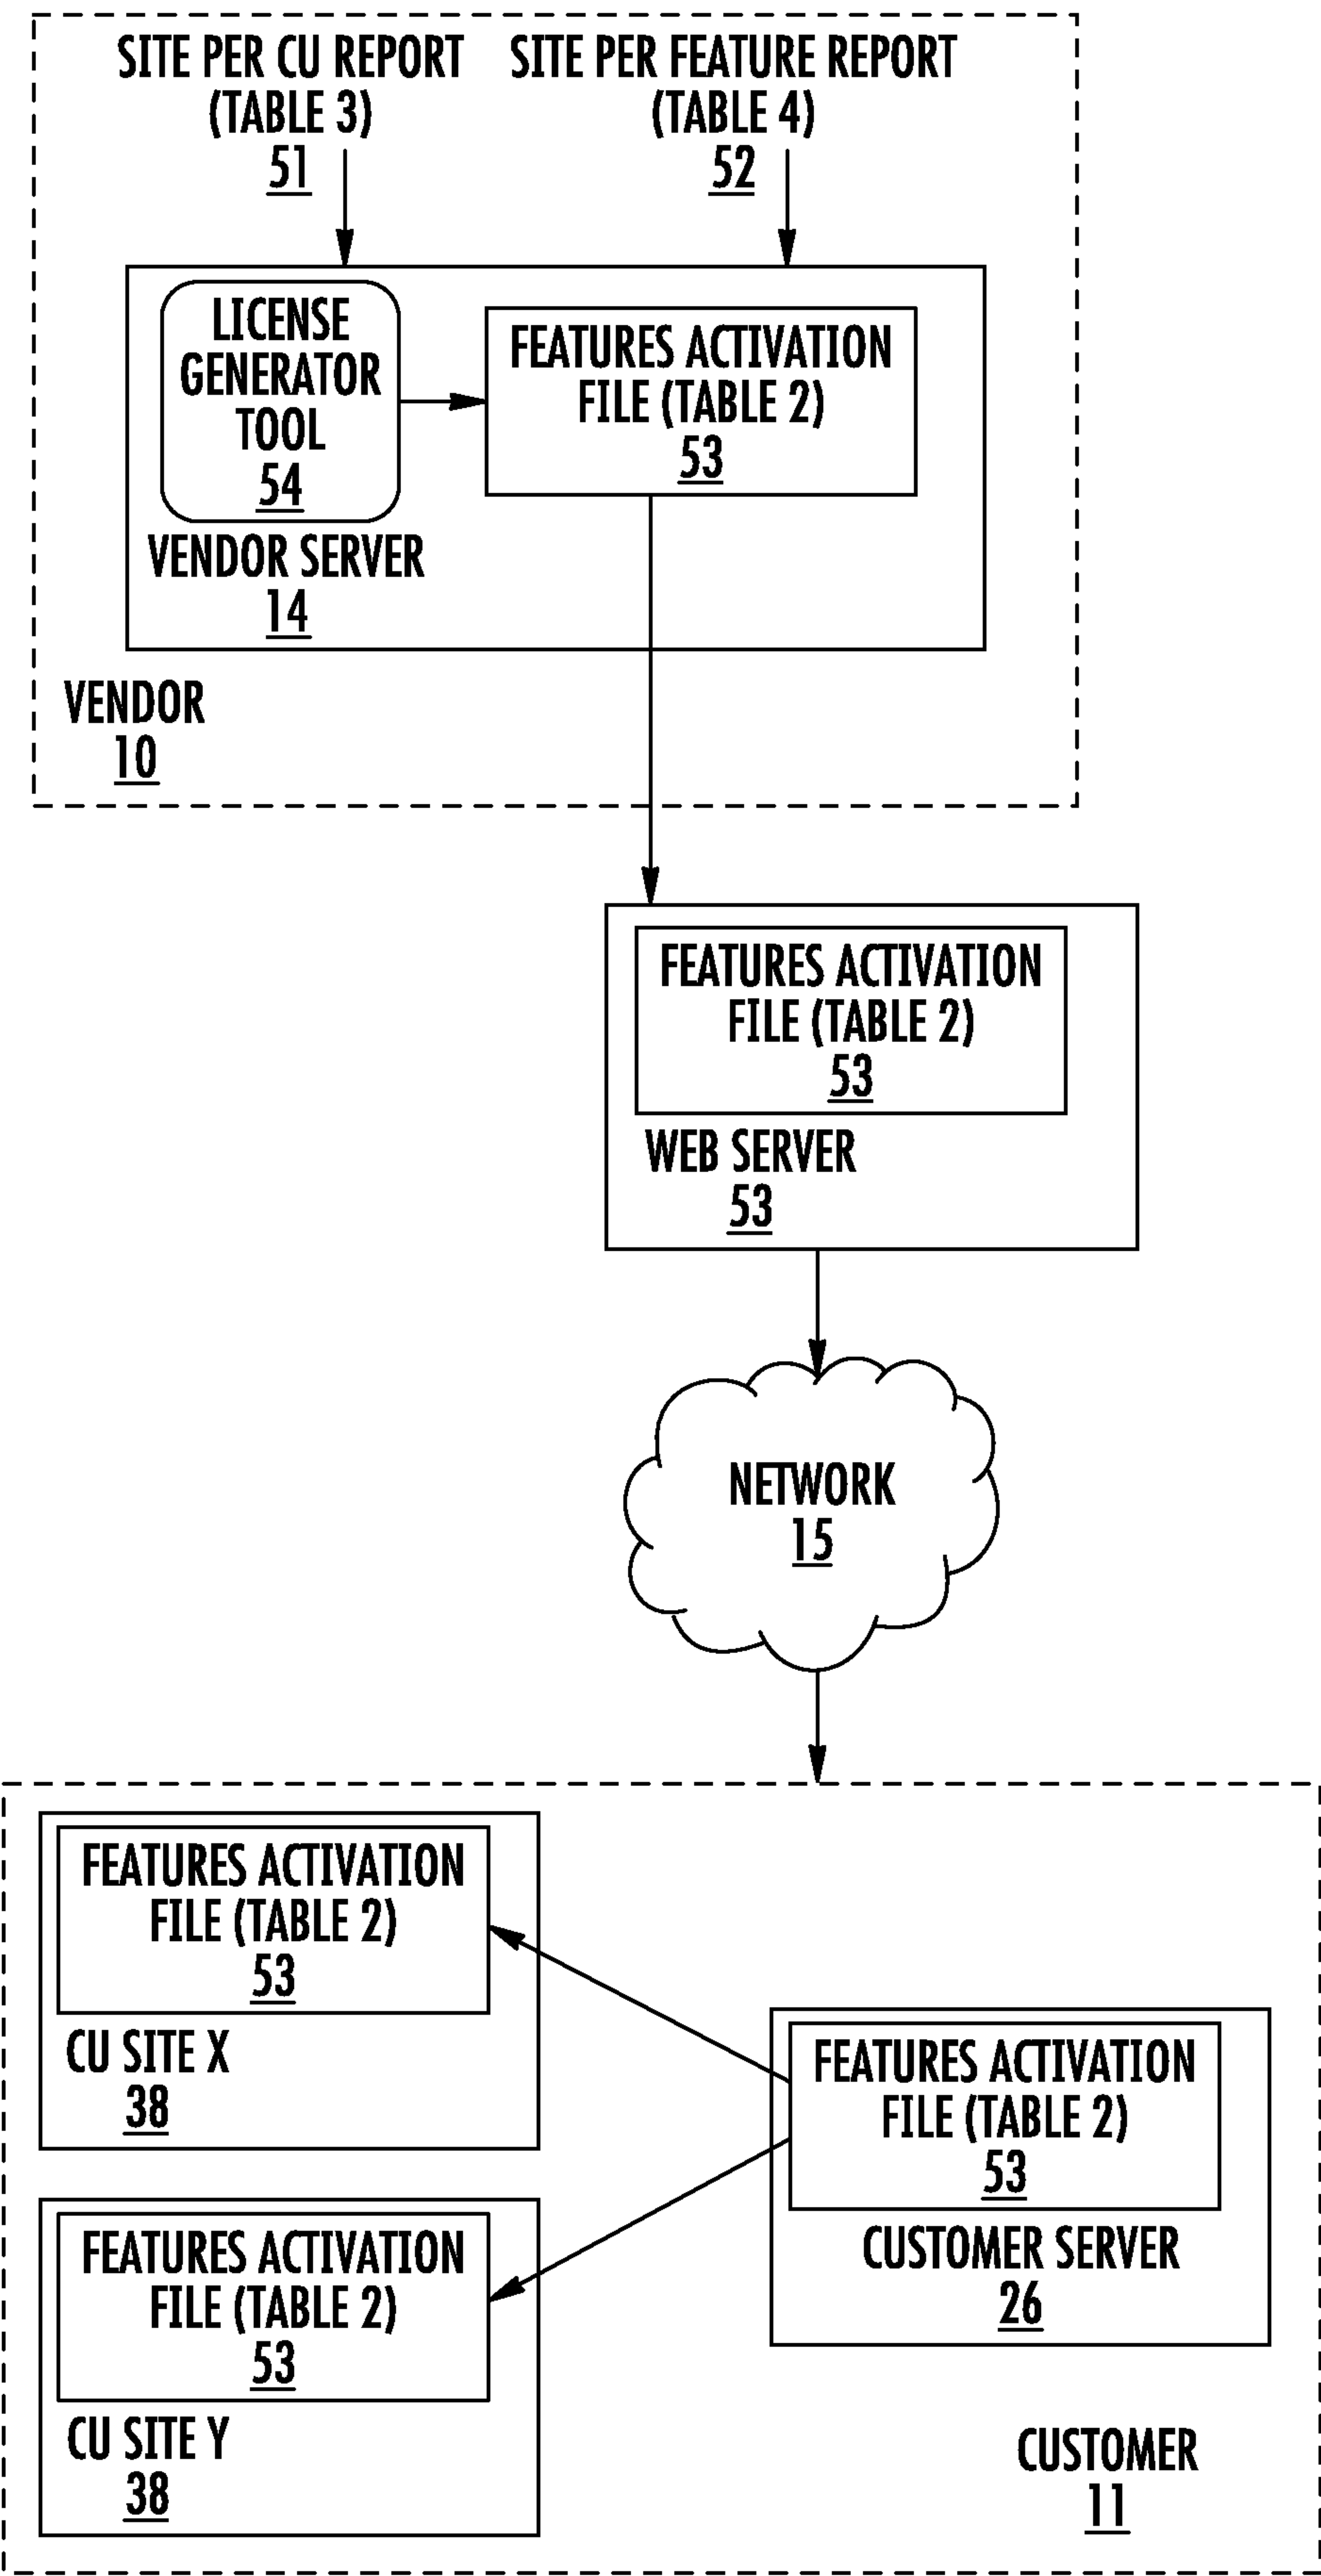 SITE PER CU REPORT
(TABLE 3)
51
SITE PER FEATURE REPORT
(TABLE 4)
52
LICENSE
GENERATOR
TOOL
54
FEATURES ACTIVATION
FILE (TABLE 2)
53
VENDOR SERVER
14
VENDOR
10
FEATURES ACTIVATION
FILE (TABLE 2)
53
WEB SERVER
53
NETWORK
15
FEATURES ACTIVATION
FILE (TABLE 2)
53
CU SITE X
38
FEATURES ACTIVATION
FILE (TABLE 2)
53
CUSTOMER SERVER
26
FEATURES ACTIVATION
FILE (TABLE 2)
53
CU SITE Y
38
CUSTOMER
11